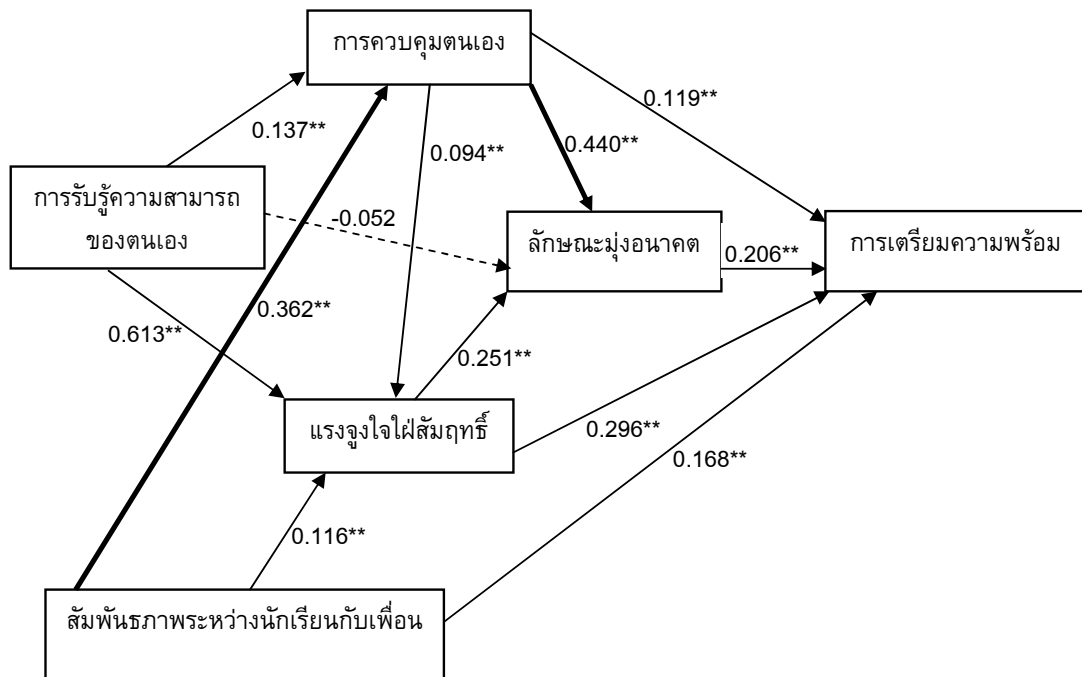 การควบคุมตนเอง
0.119**
0.137**
0.094**
0.440**
การรับรู้ความสามารถ
ของตนเอง
-0.052
ลักษณะมุ่งอนาคต
การเตรียมความพร้อม
0.206**
0.362**
0.613**
0.251**
แรงจูงใจใฝ่สัมฤทธิ์
0.296**
0.168**
0.116**
สัมพันธภาพระหว่างนักเรียนกับเพื่อน